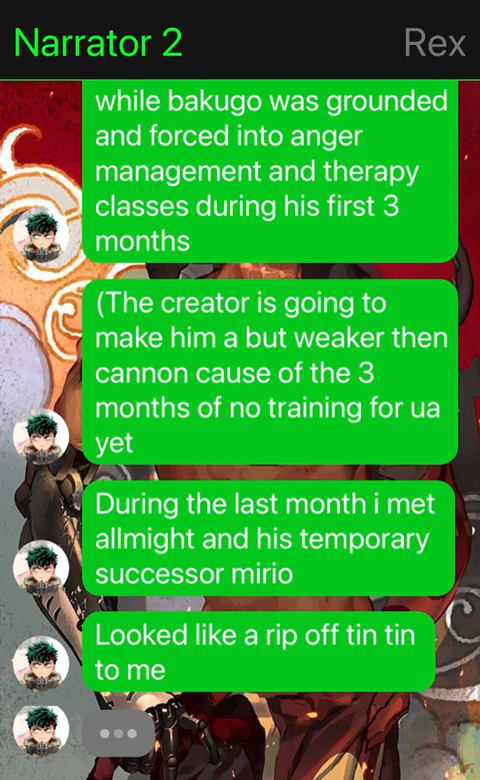 Narrator 2 Rex
while bakugo was grounded
and forced into anger
management and therapy
classes during his first 3
months
(The creator is going to
make him a but weaker then
cannon cause of the 3
months of no training for ua
yet
During the last month i met
allmight and his temporary
successor mirio
Looked like a rip off tin tin
to me